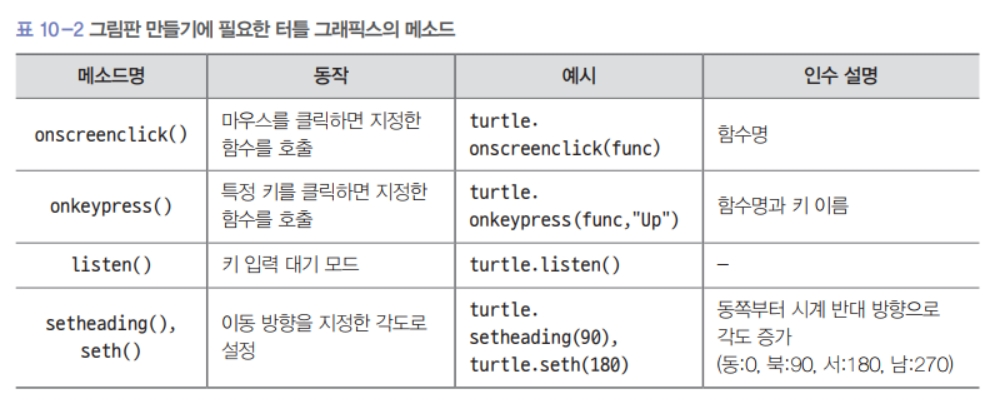 표 10-2 그림판 만들기에 필요한 터틀 그래픽스의 메소드
메소드명 동작 예시 인수 설명
onscreenclick()
마우스를 클릭하면 지정한
함수를 호출
turtle.
onscreenclick(func)
함수명
onkeypress()
특정 키를 클릭하면 지정한
함수를 호출
turtle.
onkeypress(func,"Up")
함수명과 키 이름
listen() 키 입력 대기 모드 turtle.listen() –
setheading(),
seth()
이동 방향을 지정한 각도로
설정
turtle.
setheading(90),
turtle.seth(180)
동쪽부터 시계 반대 방향으로
각도 증가
(동:0, 북:90, 서:180, 남:270)